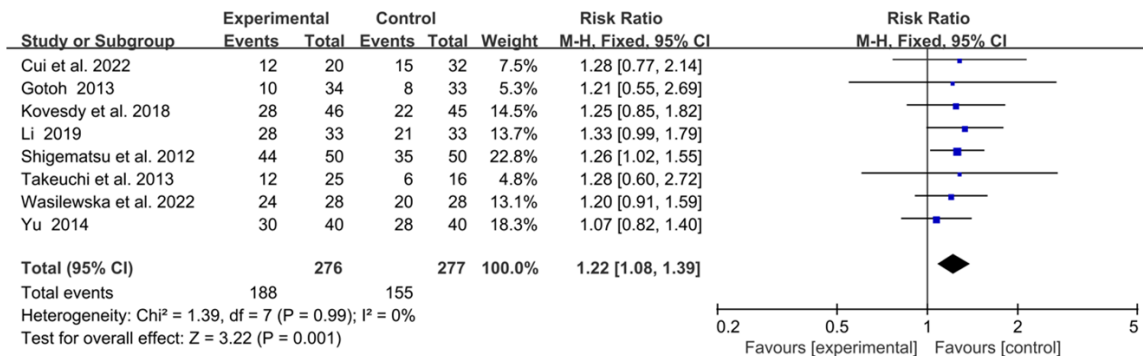 Experimental Control Risk Ratio Risk Ratio
Study or Subgroup Events Total Events Total Weight M-H, Fixed, 95% CI M-H, Fixed, 95% CI
Cui et al. 2022 12 20 15 32 7.5% 1.28 [0.77, 2.14]
Gotoh 2013 10 34 8 33 5.3% 1.21 [0.55, 2.69]
Kovesdy et al. 2018 28 46 22 45 14.5% 1.25 [0.85, 1.82]
Li 2019 28 33 21 33 13.7% 1.33 [0.99, 1.79]
Shigematsu et al. 2012 44 50 35 50 22.8% 1.26 [1.02, 1.55]
Takeuchi et al. 2013 12 25 6 16 4.8% 1.28 [0.60, 2.72]
Wasilewska et al. 2022 24 28 20 28 13.1% 1.20 [0.91, 1.59]
Yu 2014 30 40 28 40 18.3% 1.07 [0.82, 1.40]
Total (95% CI) 276 277 100.0% 1.22 [1.08, 1.39]
Total events 188 155
Heterogeneity: Chi² = 1.39, df = 7 (P = 0.99); I² = 0%
Test for overall effect: Z = 3.22 (P = 0.001)
0.2 0.5 1 2 5
Favours [experimental] Favours [control]